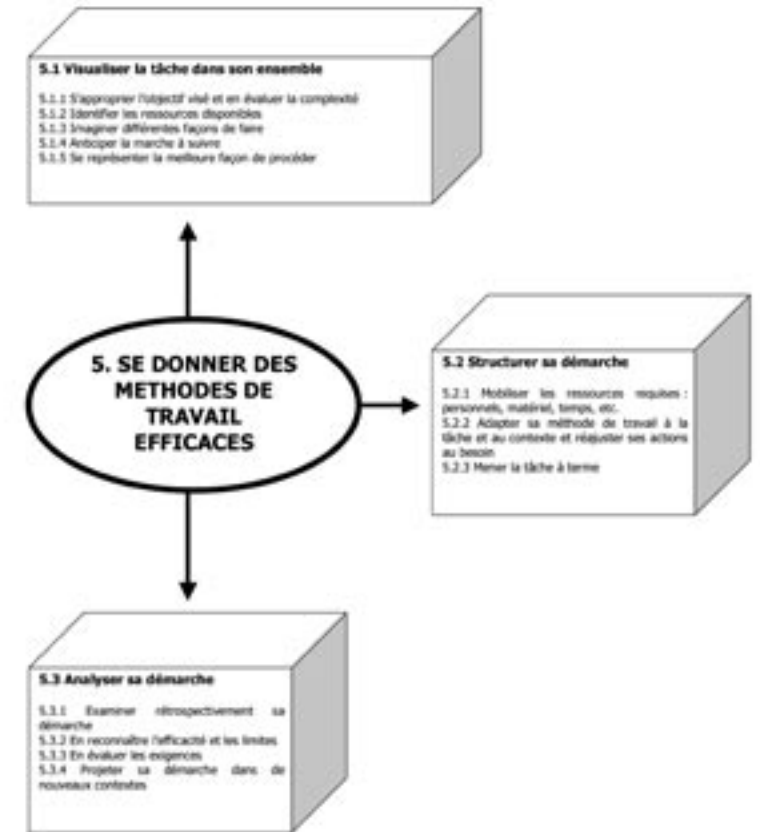 5.1 Visualiser la tâche dans son ensemble
5.1.1 S'approprier l'objectif visé et en évaluer la complexité
5.1.2 Identifier les ressources disponibles
5.1.3 Imaginer différentes façons de faire
5.1.4 Anticiper la marche à suivre
5.1.5 Se représenter la meilleure façon de procéder
5. SE DONNER DES
METHODES DE
TRAVAIL
EFFICACES
5.2 Structurer sa démarche
5.2.1 Mobiliser les ressources requises :
personnels, matériel, temps, etc.
5.2.2 Adapter sa méthode de travail à la
tâche et au contexte et réajuster ses actions
au besoin
5.2.3 Mener la tâche à terme
5.3 Analyser sa démarche
5.3.1 Examiner rétrospectivement sa
démarche
5.3.2 En reconnaître l'efficacité et les limites
5.3.3 En évaluer les exigences
5.3.4 Projeter sa démarche dans de
nouveaux contextes